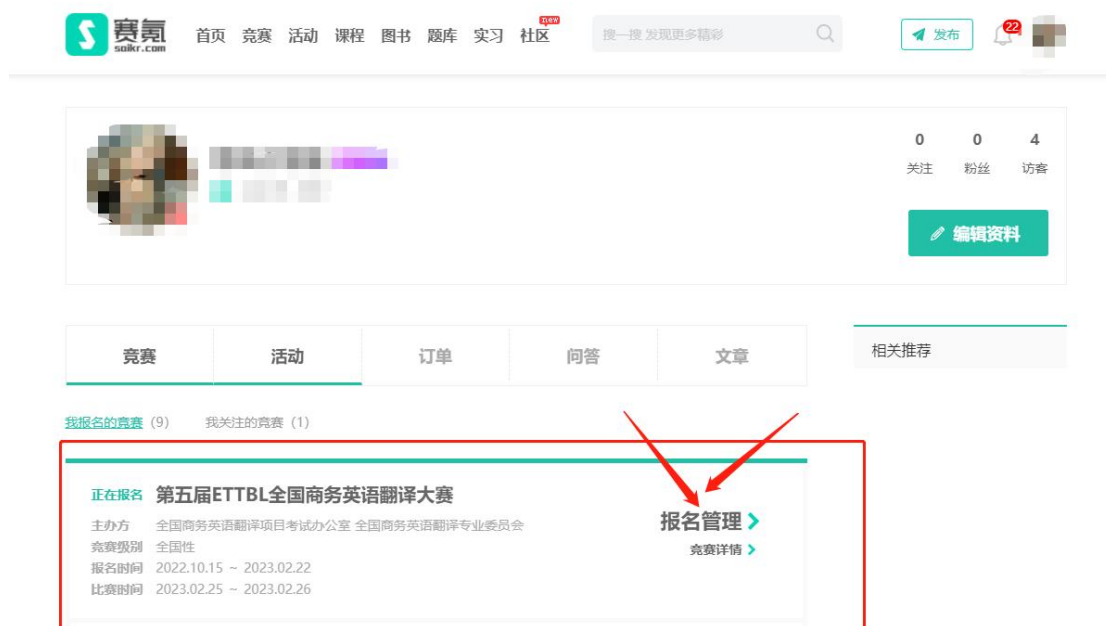 赛氪
saikr.com
首页 竞赛 活动 课程 图书 题库 实习 社区 new
搜一搜 发现更多精彩
发布
22
0 0 4
关注 粉丝 访客
编辑资料
竞赛 活动 订单 问答 文章
相关推荐
我报名的竞赛 (9) 我关注的竞赛 (1)
正在报名 第五届ETTBL全国商务英语翻译大赛
主办方 全国商务英语翻译项目考试办公室 全国商务英语翻译专业委员会
竞赛级别 全国性
报名时间 2022.10.15 ~ 2023.02.22
比赛时间 2023.02.25 ~ 2023.02.26
报名管理
竞赛详情